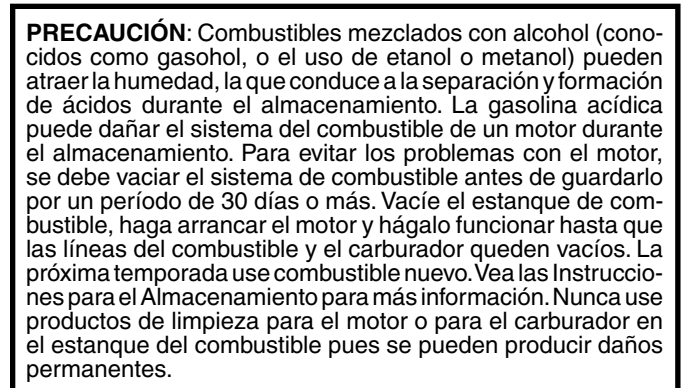 PRECAUCIÓN: Combustibles mezclados con alcohol (cono-
cidos como gasohol, o el uso de etanol o metanol) pueden
atraer la humedad, la que conduce a la separación y formación
de ácidos durante el almacenamiento. La gasolina acídica
puede dañar el sistema del combustible de un motor durante
el almacenamiento. Para evitar los problemas con el motor,
se debe vaciar el sistema de combustible antes de guardarlo
por un período de 30 días o más. Vacíe el estanque de com-
bustible, haga arrancar el motor y hágalo funcionar hasta que
las líneas del combustible y el carburador queden vacíos. La
próxima temporada use combustible nuevo. Vea las Instruccio-
nes para el Almacenamiento para más información. Nunca use
productos de limpieza para el motor o para el carburador en
el estanque del combustible pues se pueden producir daños
permanentes.